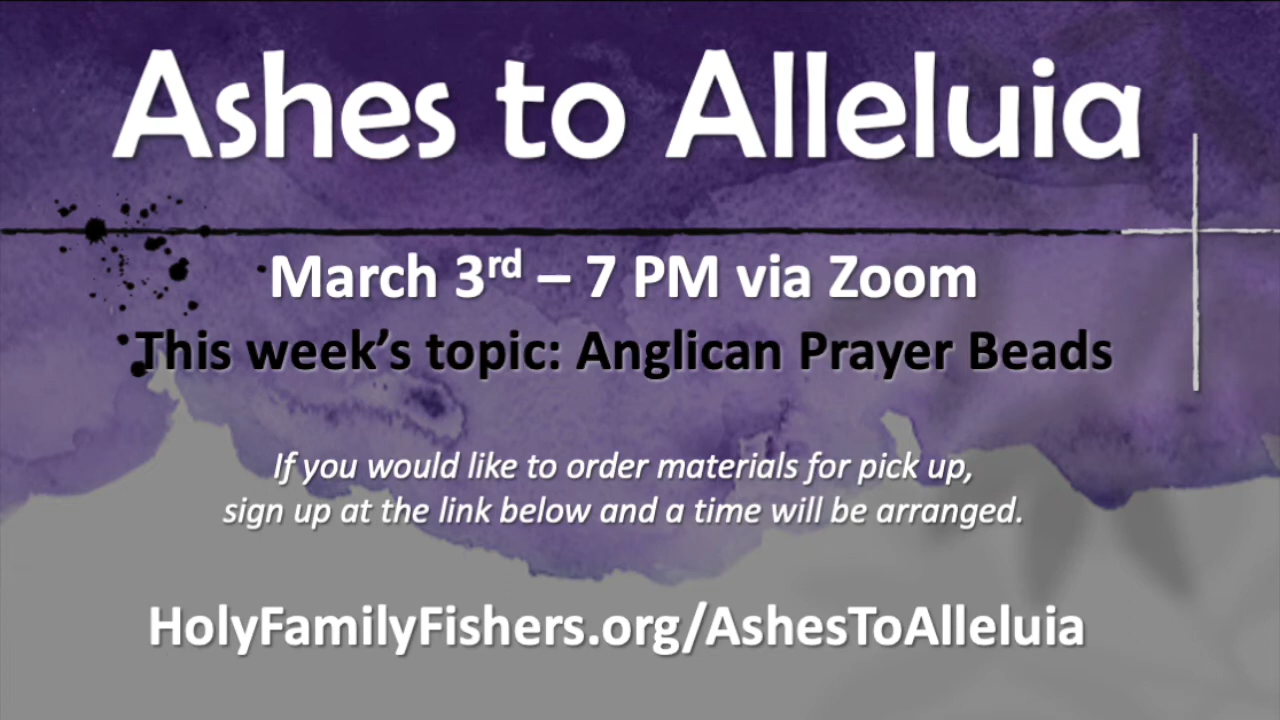 Ashes to Alleluia
March 3rd – 7 PM via Zoom
This week's topic: Anglican Prayer Beads
If you would like to order materials for pick up,
sign up at the link below and a time will be arranged.
HolyFamilyFishers.org/AshesToAlleluia